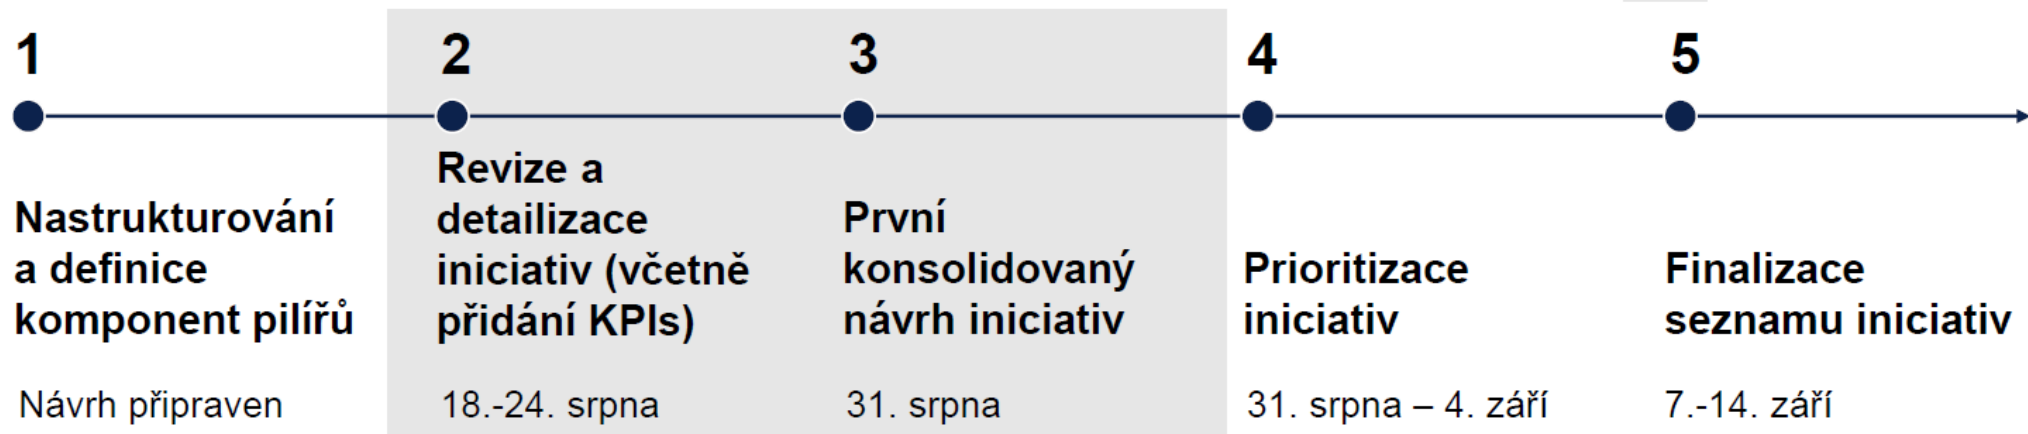 1
Nastrukturování
a definice
komponent pilířů
Návrh připraven
2
Revize a
detailizace
iniciativ (včetně
přidání KPIs)
18.-24. srpna
3
První
konsolidovaný
návrh iniciativ
31. srpna
4
Prioritizace
iniciativ
31. srpna – 4. září
5
Finalizace
seznamu iniciativ
7.-14. září